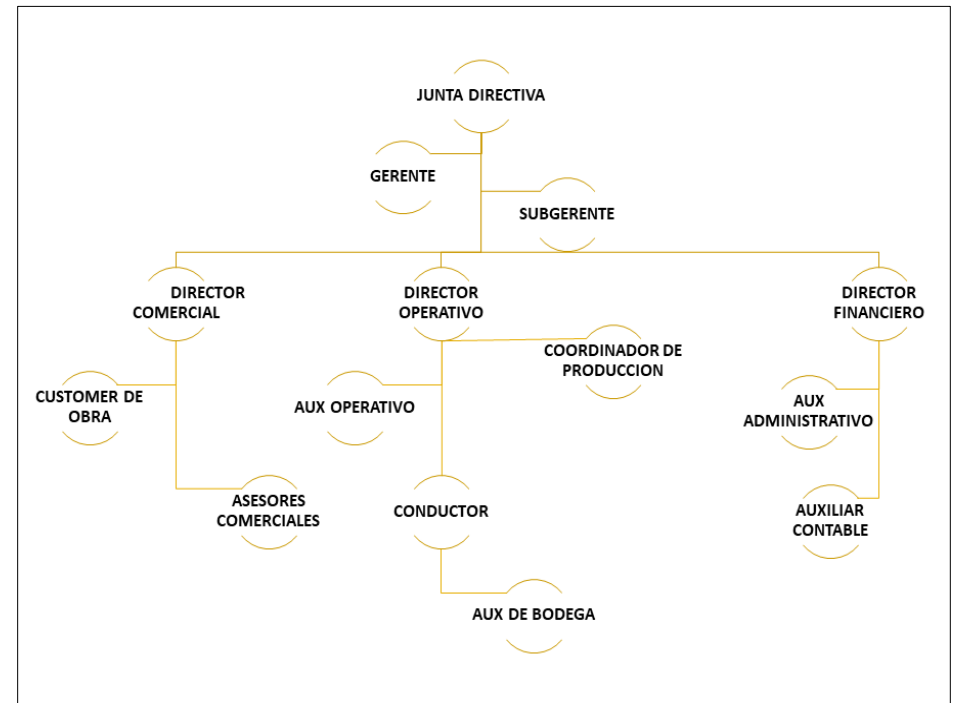 JUNTA DIRECTIVA
GERENTE
SUBGERENTE
DIRECTOR
COMERCIAL
DIRECTOR
OPERATIVO
DIRECTOR
FINANCIERO
COORDINADOR DE
PRODUCCION
CUSTOMER DE
OBRA
AUX OPERATIVO
AUX
ADMINISTRATIVO
ASESORES
COMERCIALES
CONDUCTOR
AUXILIAR
CONTABLE
AUX DE BODEGA